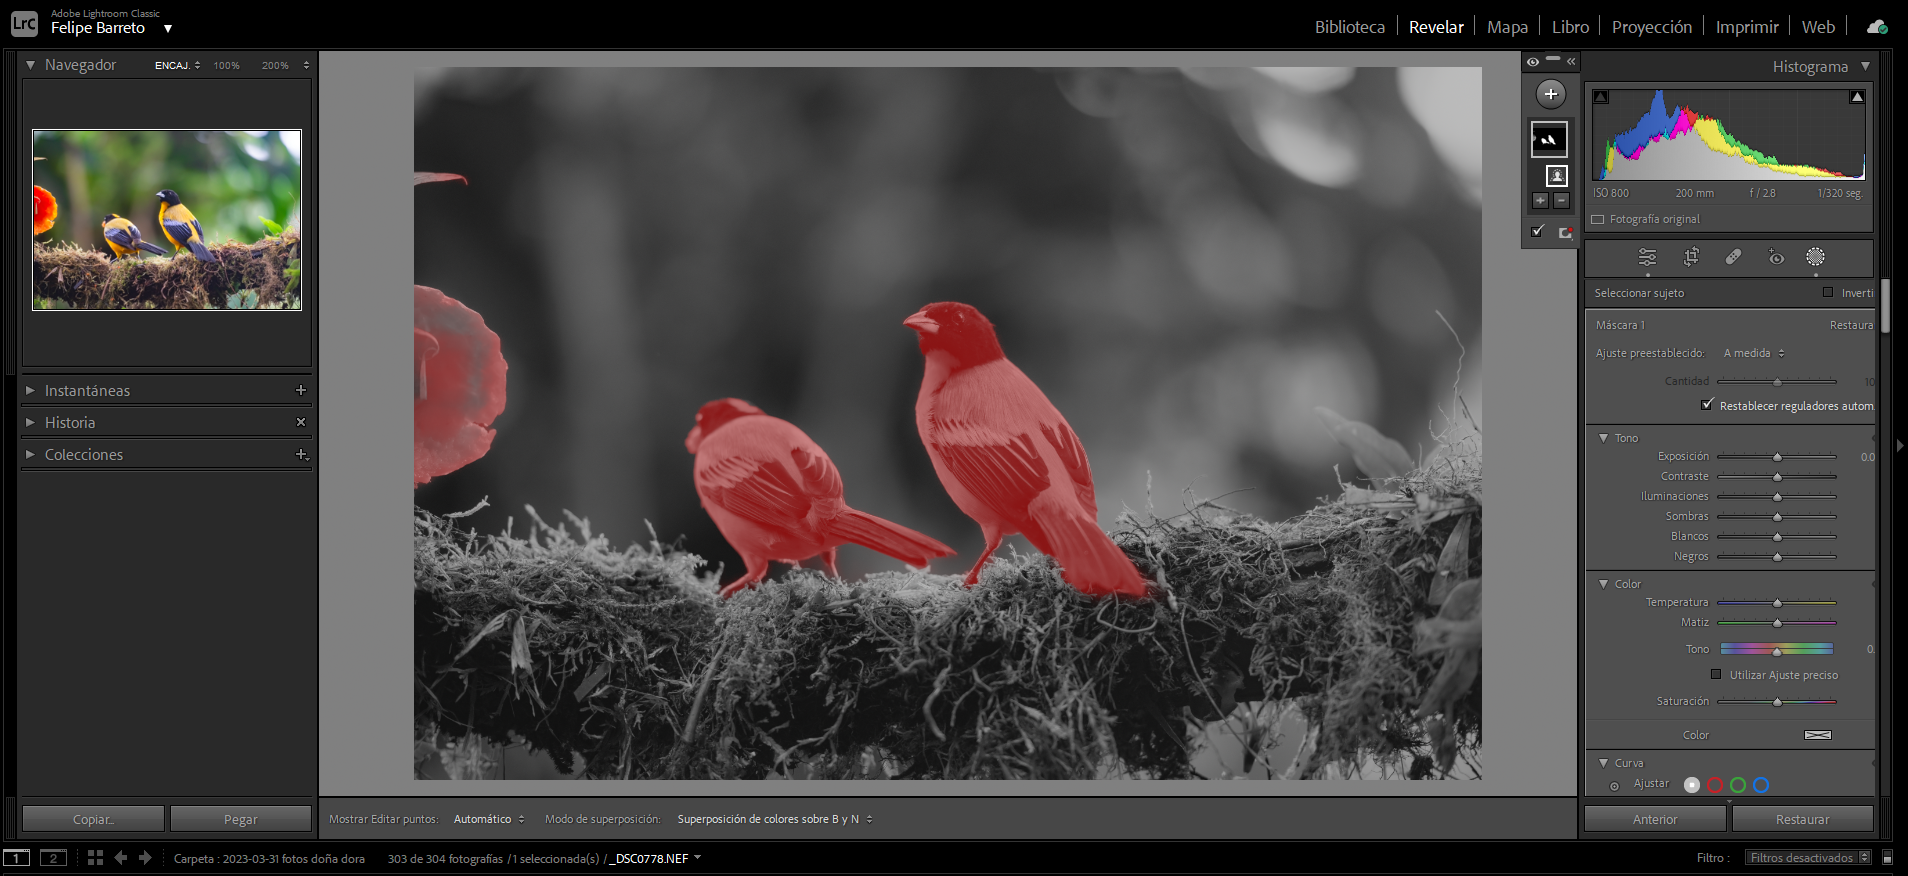 Lrc
Adobe Lightroom Classic
Felipe Barreto
Biblioteca
Revelar
Mapa
Libro
Proyección
Imprimir
Web
Navegador
ENCAJ.
100%
200%
Instantáneas
Historia
Colecciones
Copiar...
Pegar
Mostrar Editar puntos:
Automático
Modo de superposición:
Superposición de colores sobre B y N
Histograma
ISO 800
200 mm
f / 2.8
1/320 seg.
Fotografía original
Seleccionar sujeto
Inverti
Máscara 1
Restaura
Ajuste preestablecido:
A medida
Cantidad
10
Restablecer reguladores autom
Tono
Exposición
0.0
Contraste
Iluminaciones
Sombras
Blancos
Negros
Color
Temperatura
Matiz
Tono
0.
Utilizar Ajuste preciso
Saturación
Color
Curva
Ajustar
Anterior
Restaurar
1
2
Carpeta : 2023-03-31 fotos doña dora
303 de 304 fotografías / 1 seleccionada(s) / _DSC0778.NEF
Filtro :
Filtros desactivados